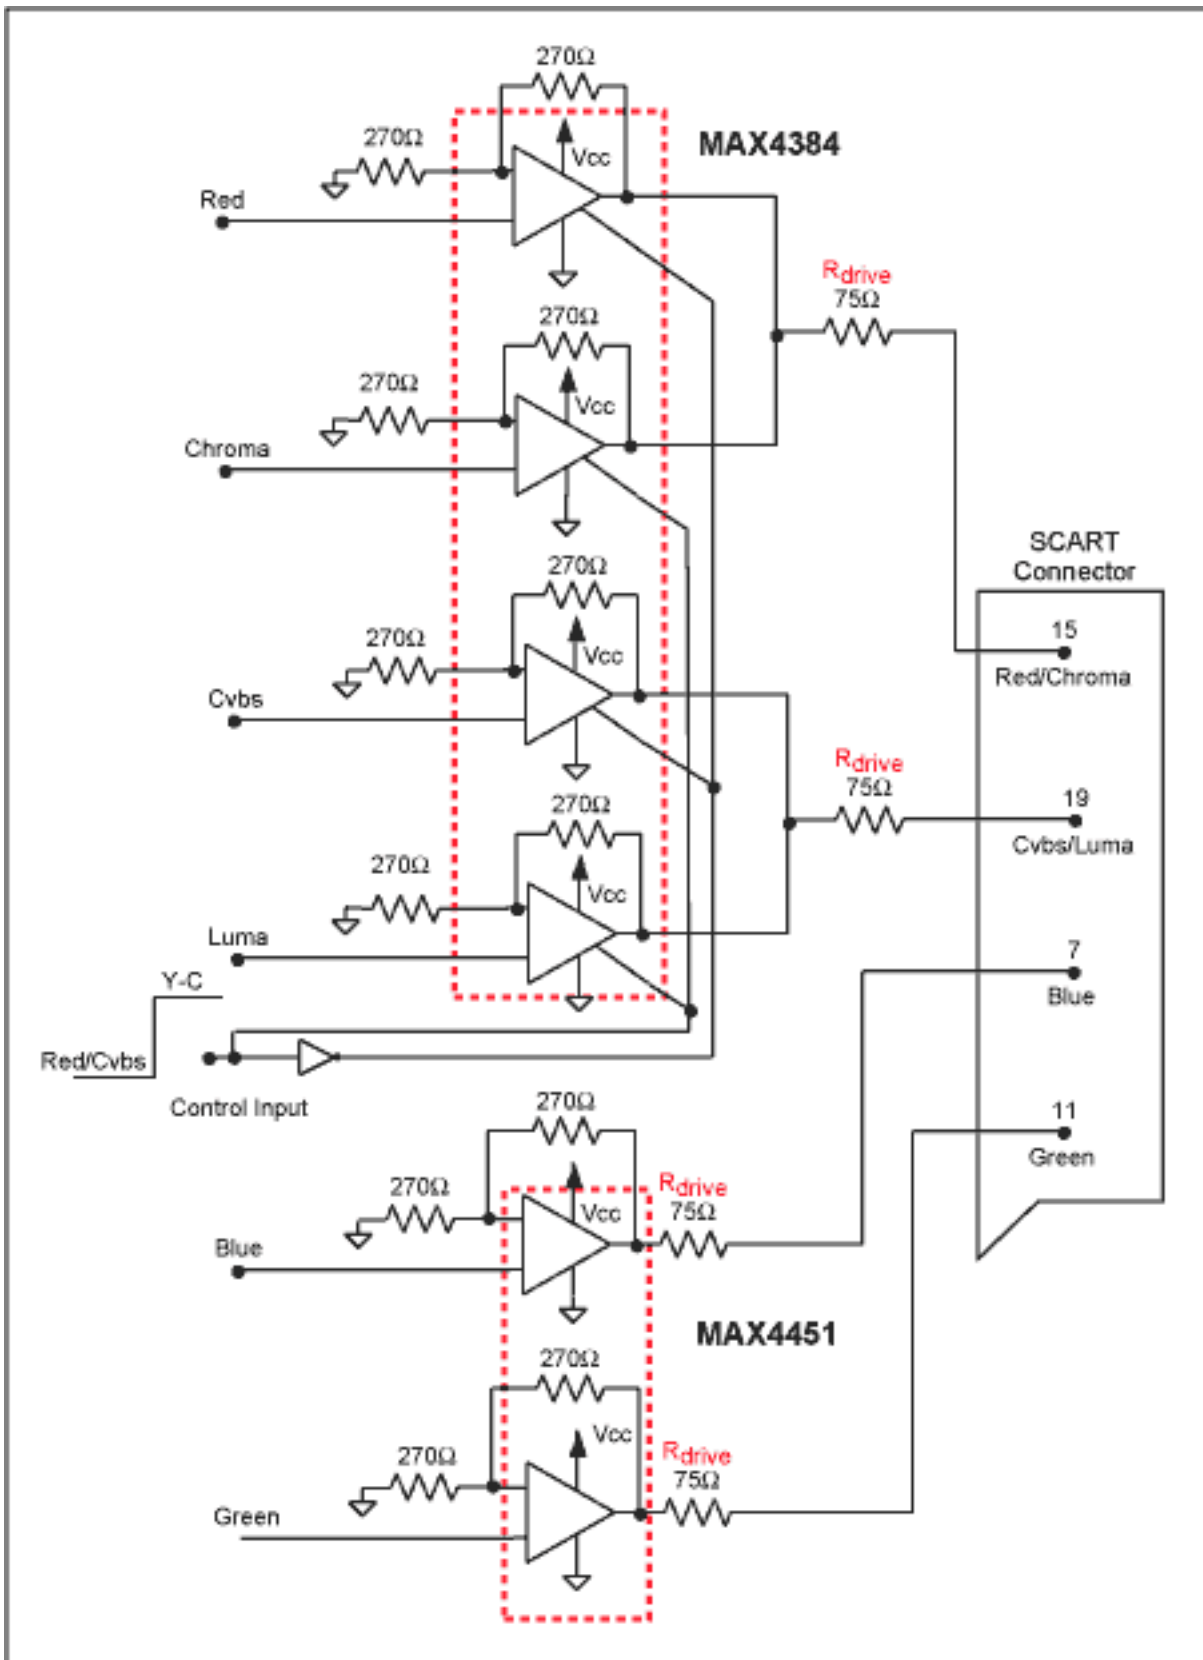 270Ω
270Ω
MAX4384
Vcc
Red
Rdrive
75Ω
270Ω
270Ω
Vcc
Chroma
SCART
Connector
270Ω
270Ω
Vcc
15
Red/Chroma
Cvbs
Rdrive
75Ω
270Ω
19
Cvbs/Luma
270Ω
Vcc
Luma
7
Blue
Y-C
Red/Cvbs
Control Input
270Ω
11
Green
270Ω
Vcc
Rdrive
75Ω
Blue
MAX4451
270Ω
270Ω
Vcc
Rdrive
75Ω
Green